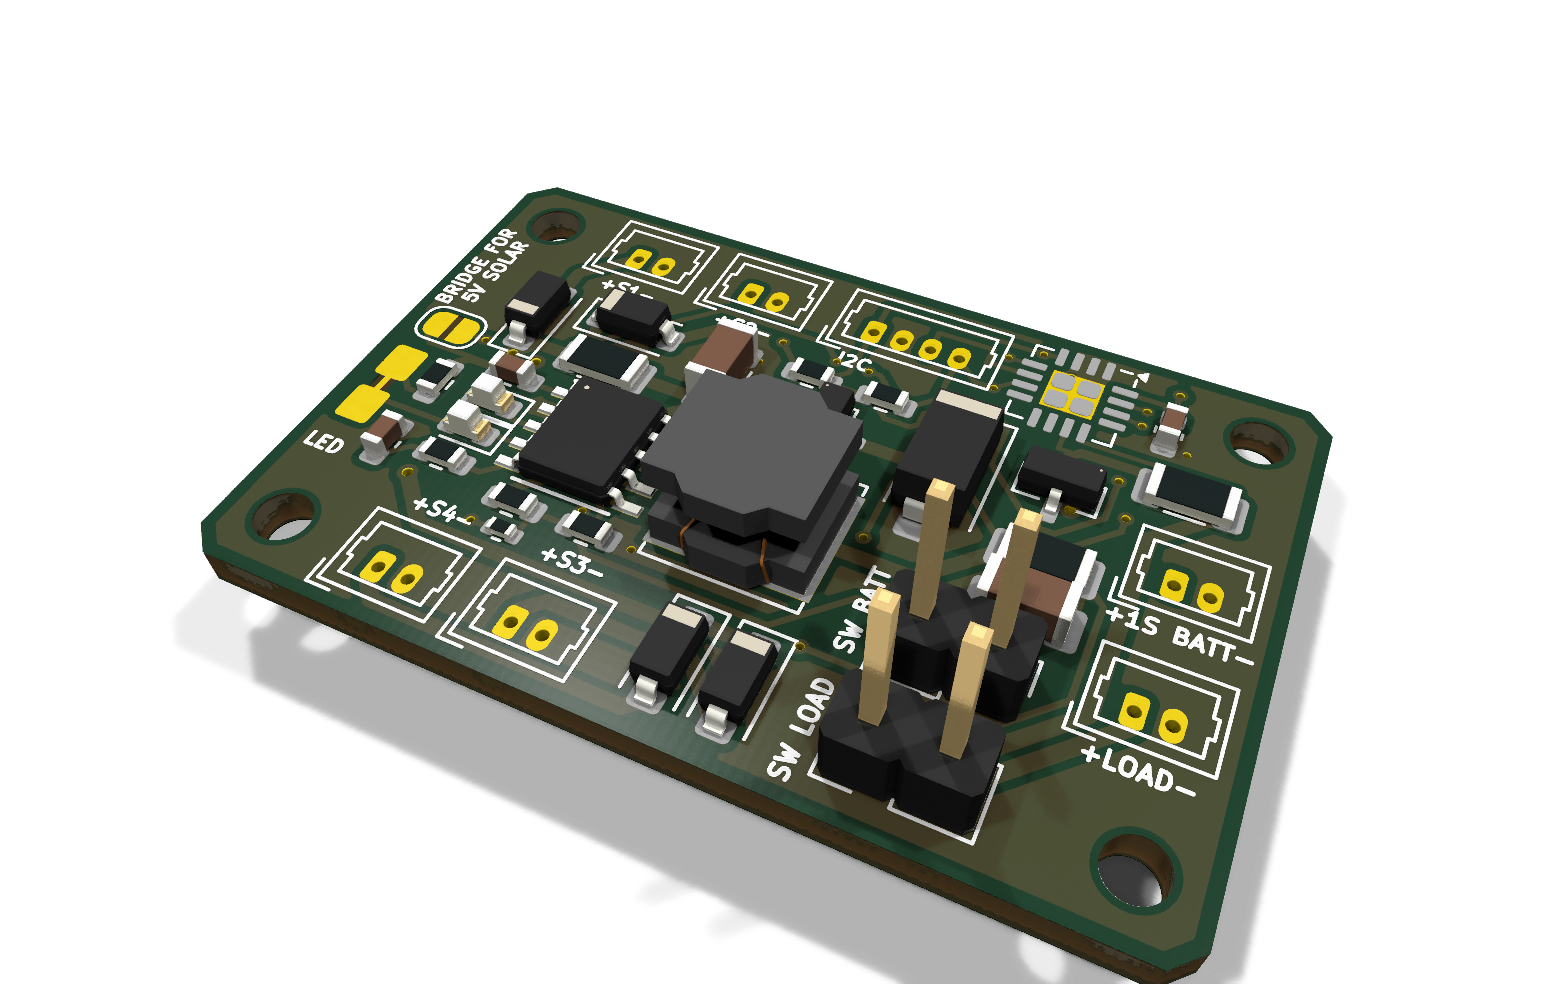 BRIDGE FOR
5V SOLAR
+S1-
I2C
LED
+S4-
+S3-
SW BATT
+1S BATT-
SW LOAD
+LOAD-